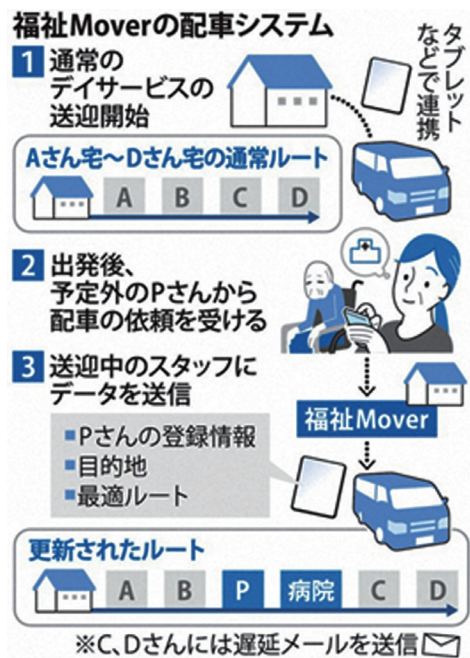 福祉Moverの配車システム
1 通常の
デイサービスの
送迎開始
タブレット
などで連携
Aさん宅～Dさん宅の通常ルート
A B C D
2 出発後、
予定外のPさんから
配車の依頼を受ける
3 送迎中のスタッフに
データを送信
■Pさんの登録情報
■目的地
■最適ルート
福祉Mover
更新されたルート
A B P 病院 C D
※C、Dさんには遅延メールを送信